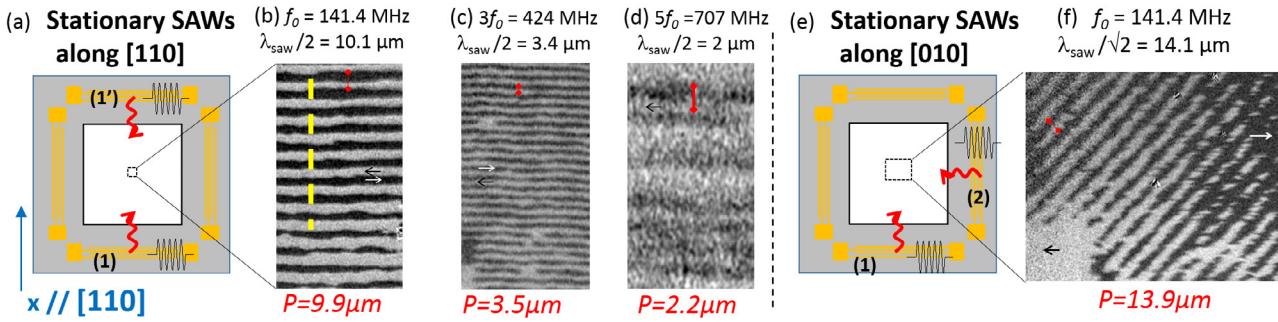 (a) Stationary SAWs
along [110]
(1')
(1)
x // [110]
(b) f₀ = 141.4 MHz
λsaw/2 = 10.1 µm
P=9.9µm
(c) 3f₀ = 424 MHz
λsaw/2 = 3.4 µm
P=3.5µm
(d) 5f₀=707 MHz
λsaw/2 = 2 µm
P=2.2µm
(e) Stationary SAWs
along [010]
(2)
(1)
(f) f₀ = 141.4 MHz
λsaw/√2 = 14.1 µm
P=13.9µm